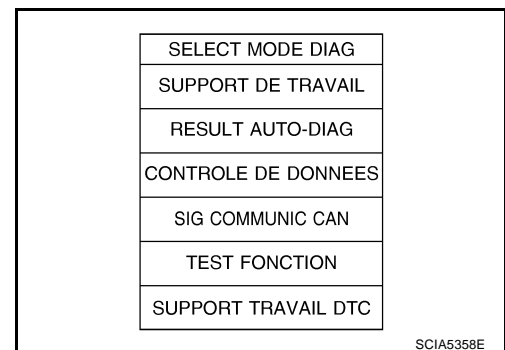 SELECT MODE DIAG
SUPPORT DE TRAVAIL
RESULT AUTO-DIAG
CONTROLE DE DONNEES
SIG COMMUNIC CAN
TEST FONCTION
SUPPORT TRAVAIL DTC
SCIA5358E